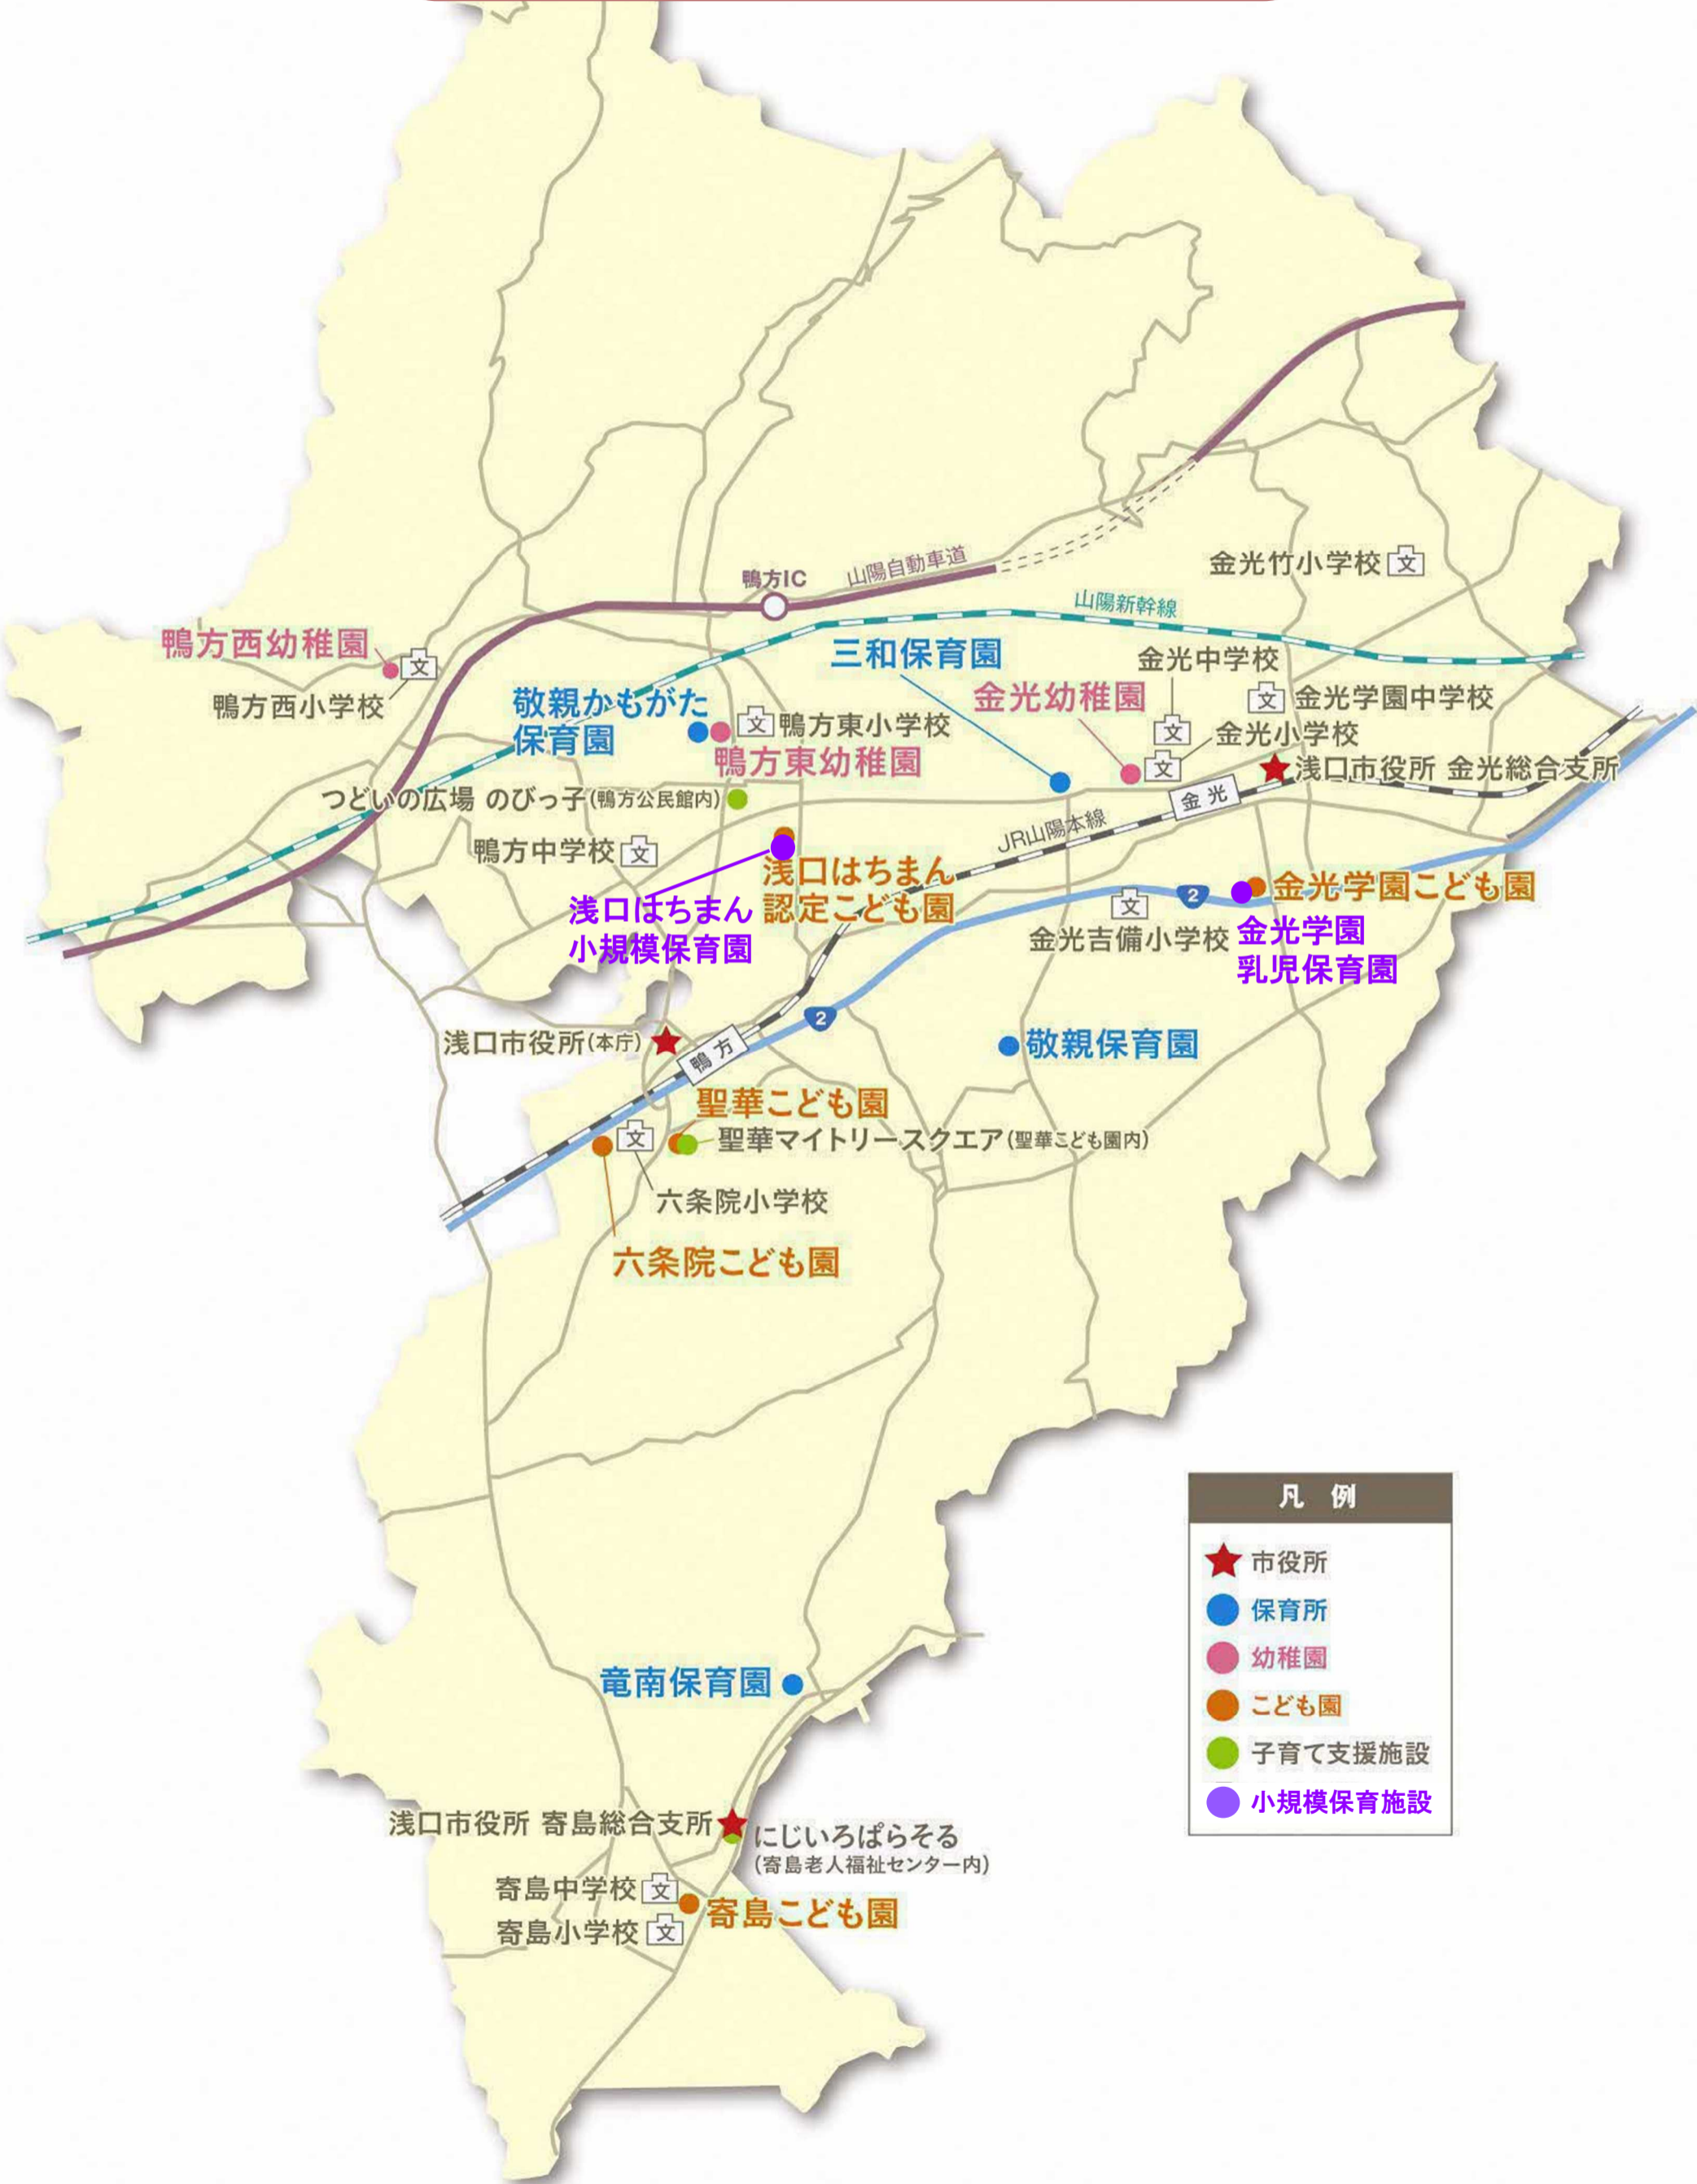 鴨方IC
山陽自動車道
金光竹小学校
文
山陽新幹線
鴨方西幼稚園
文
鴨方西小学校
三和保育園
金光中学校
金光幼稚園
文
金光学園中学校
敬親かもがた
保育園
文
鴨方東小学校
文
金光小学校
鴨方東幼稚園
文
浅口市役所 金光総合支所
つどいの広場 のびっ子(鴨方公民館内)
金光
JR山陽本線
鴨方中学校
文
浅口はちまん
認定こども園
浅口はちまん
小規模保育園
2
金光学園こども園
文
金光吉備小学校
金光学園
乳児保育園
2
浅口市役所(本庁)
鴨方
敬親保育園
聖華こども園
文
聖華マイトリースクエア(聖華こども園内)
六条院小学校
六条院こども園
凡 例
市役所
保育所
幼稚園
こども園
子育て支援施設
小規模保育施設
竜南保育園
浅口市役所 寄島総合支所
にじいろぱらそる
(寄島老人福祉センター内)
寄島中学校
文
寄島こども園
寄島小学校
文